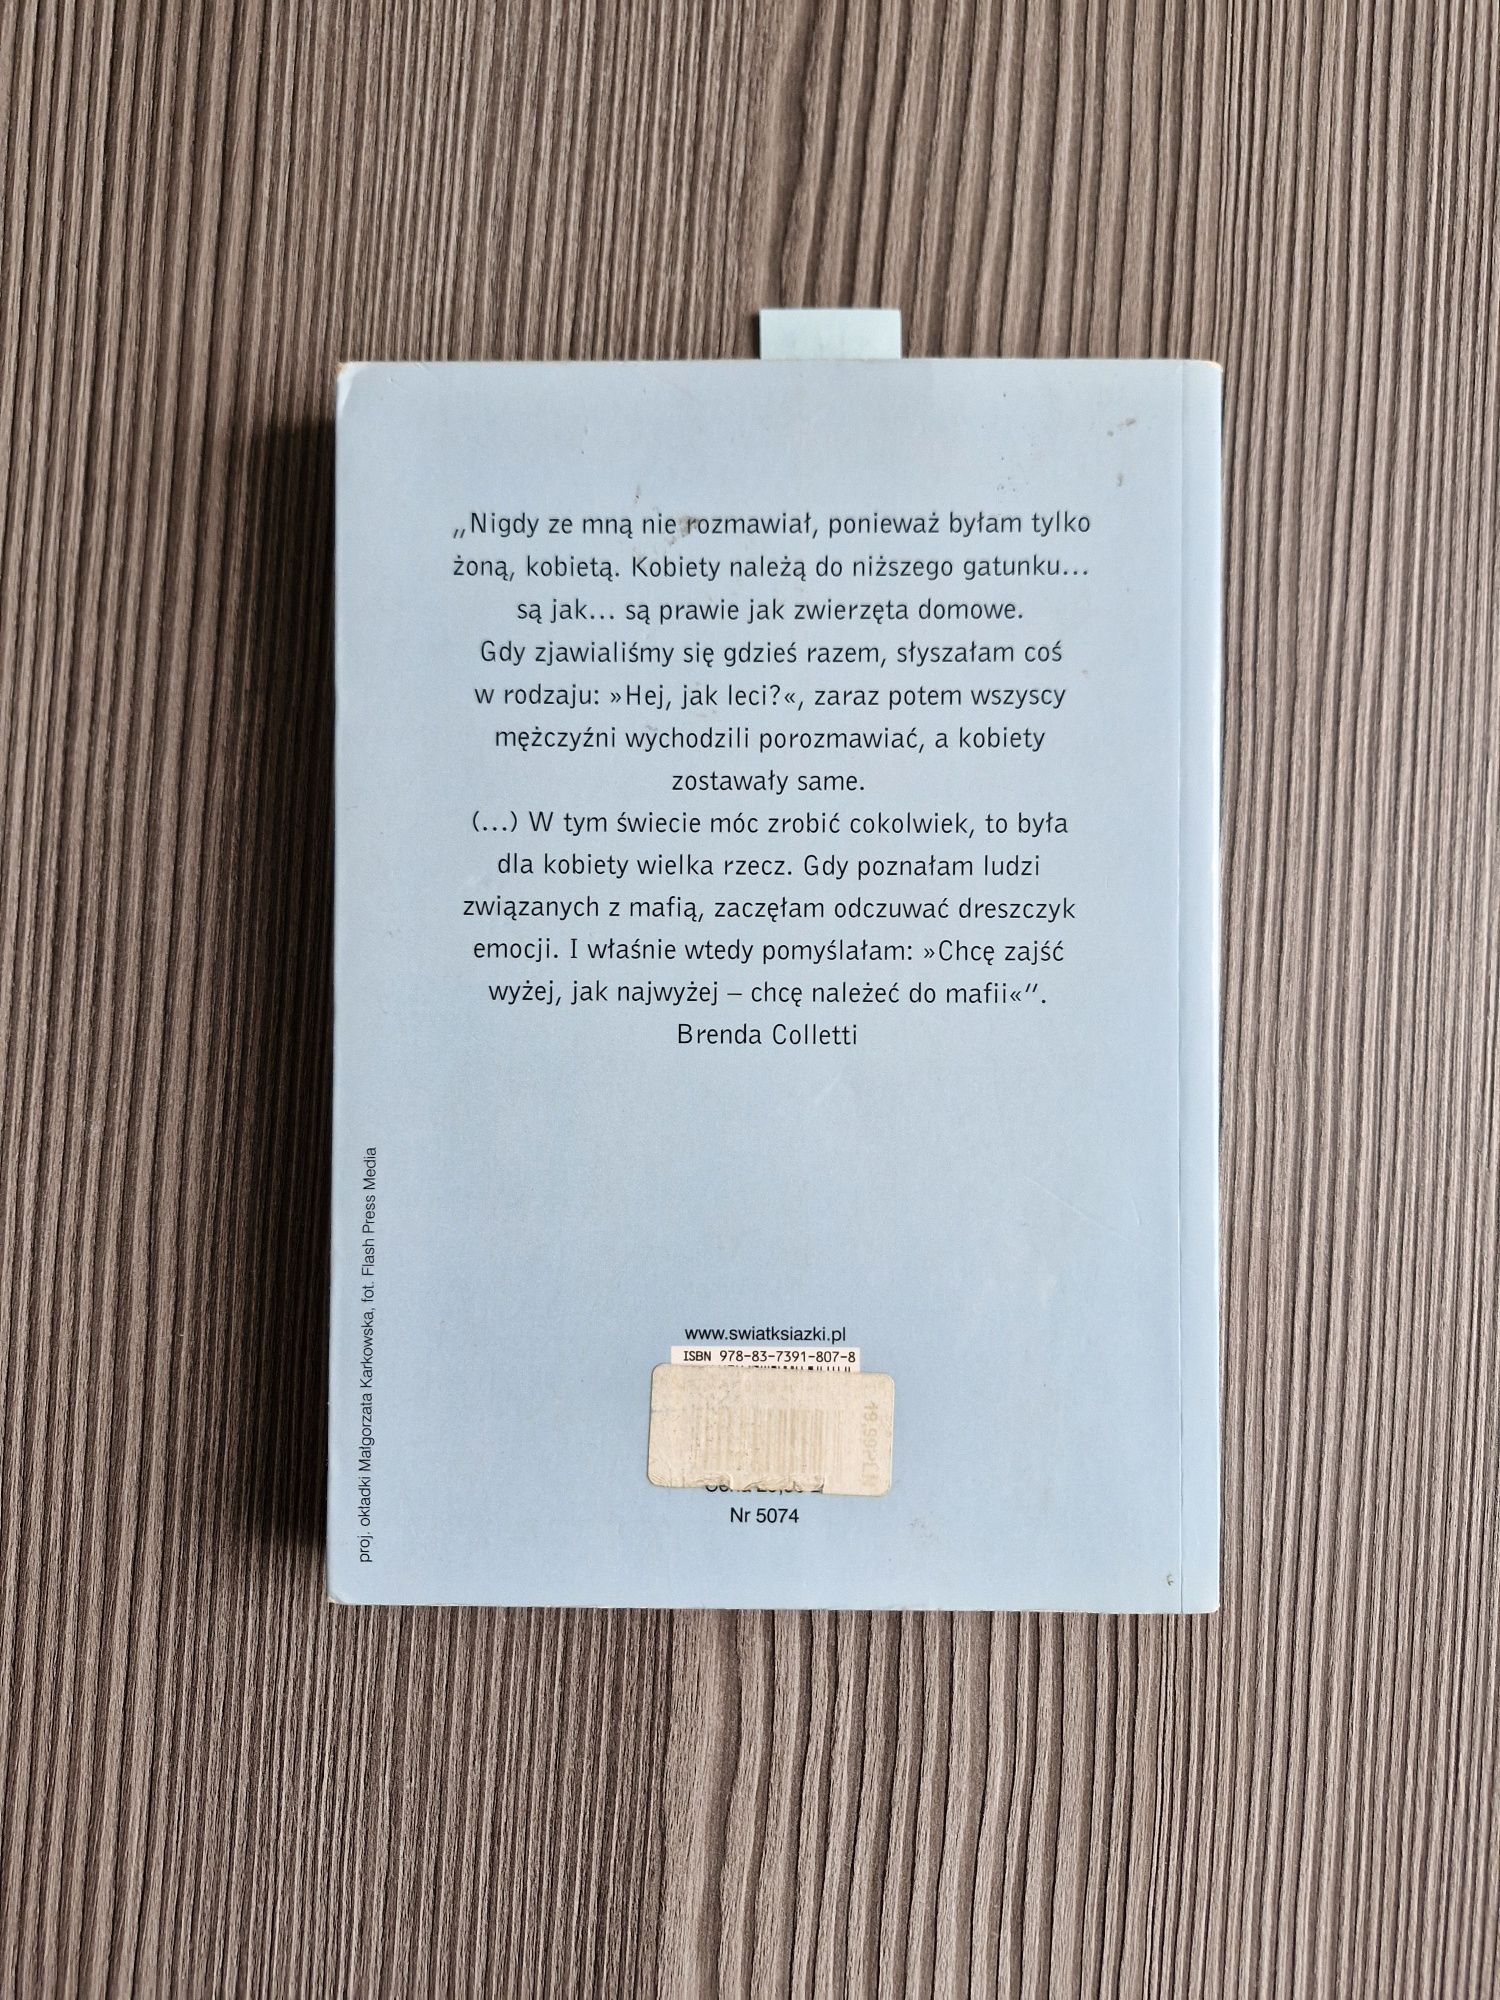 „Nigdy ze mną nie rozmawiał, ponieważ byłam tylko
żoną, kobietą. Kobiety należą do niższego gatunku...
są jak... są prawie jak zwierzęta domowe.
Gdy zjawialiśmy się gdzieś razem, słyszałam coś
w rodzaju: »Hej, jak leci?«, zaraz potem wszyscy
mężczyźni wychodzili porozmawiać, a kobiety
zostawały same.
(...) W tym świecie móc zrobić cokolwiek, to była
dla kobiety wielka rzecz. Gdy poznałam ludzi
związanych z mafią, zaczęłam odczuwać dreszczyk
emocji. I właśnie wtedy pomyślałam: »Chcę zajść
wyżej, jak najwyżej – chcę należeć do mafii«”.
Brenda Colletti
proj. okładki Małgorzata Karkowska, fot. Flash Press Media
www.swiatksiazki.pl
ISBN 978-83-7391-807-8
Nr 5074